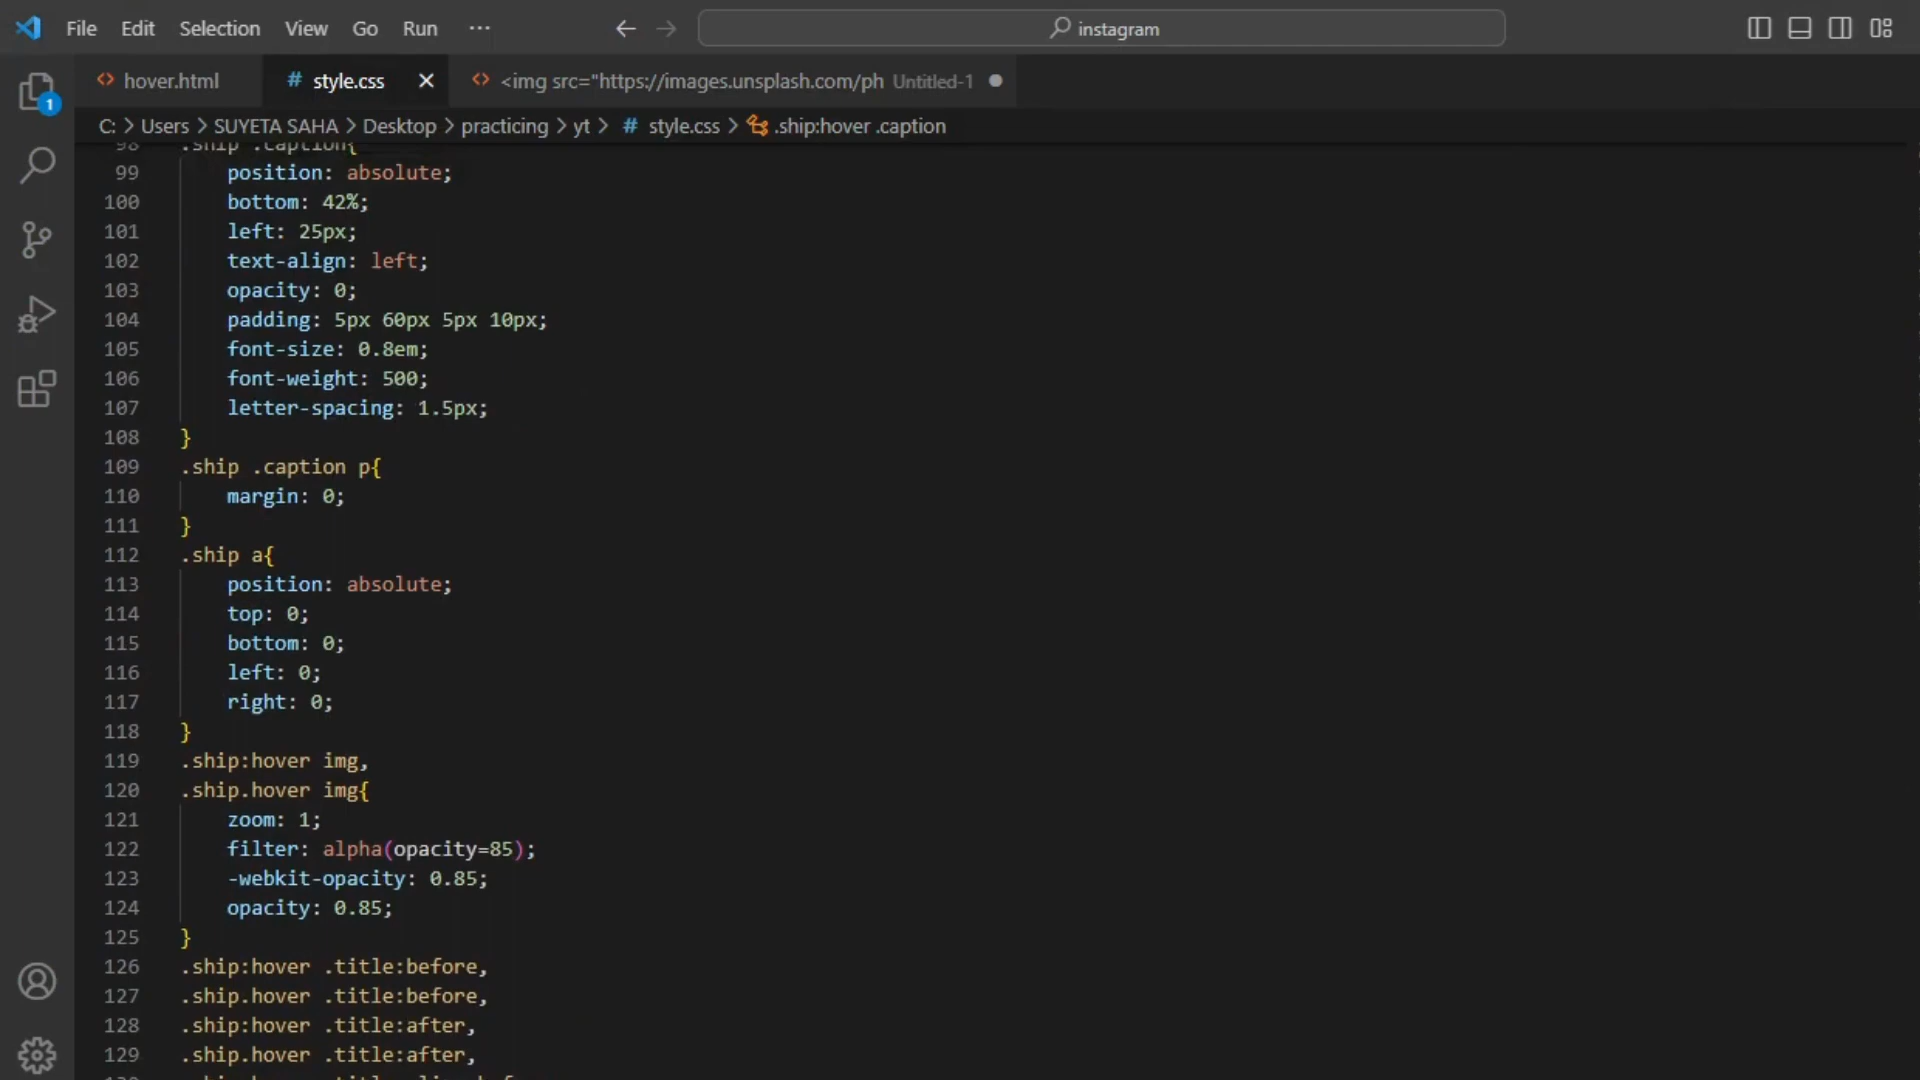 File Edit Selection View Go Run ···
instagram
hover.html
# style.css
<img src="https://images.unsplash.com/ph Untitled-1
1
C: > Users > SUYETA SAHA > Desktop > practicing > yt > # style.css > .ship:hover .caption
98 .ship .caption{
99 position: absolute;
100 bottom: 42%;
101 left: 25px;
102 text-align: left;
103 opacity: 0;
104 padding: 5px 60px 5px 10px;
105 font-size: 0.8em;
106 font-weight: 500;
107 letter-spacing: 1.5px;
108 }
109 .ship .caption p{
110 margin: 0;
111 }
112 .ship a{
113 position: absolute;
114 top: 0;
115 bottom: 0;
116 left: 0;
117 right: 0;
118 }
119 .ship:hover img,
120 .ship.hover img{
121 zoom: 1;
122 filter: alpha(opacity=85);
123 -webkit-opacity: 0.85;
124 opacity: 0.85;
125 }
126 .ship:hover .title:before,
127 .ship.hover .title:before,
128 .ship:hover .title:after,
129 .ship.hover .title:after,